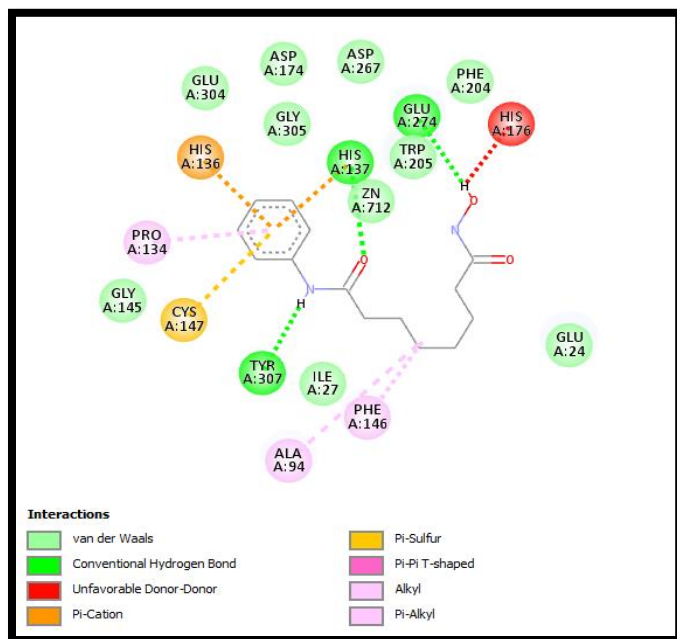 ASP
A:174
ASP
A:267
GLU
A:304
PHE
A:204
GLY
A:305
GLU
A:274
HIS
A:176
HIS
A:136
HIS
A:137
TRP
A:205
ZN
A:712
H
O
PRO
A:134
N
O
O
N
H
GLY
A:145
CYS
A:147
GLU
A:24
TYR
A:307
ILE
A:27
PHE
A:146
ALA
A:94
Interactions
van der Waals
Conventional Hydrogen Bond
Unfavorable Donor-Donor
Pi-Cation
Pi-Sulfur
Pi-Pi T-shaped
Alkyl
Pi-Alkyl